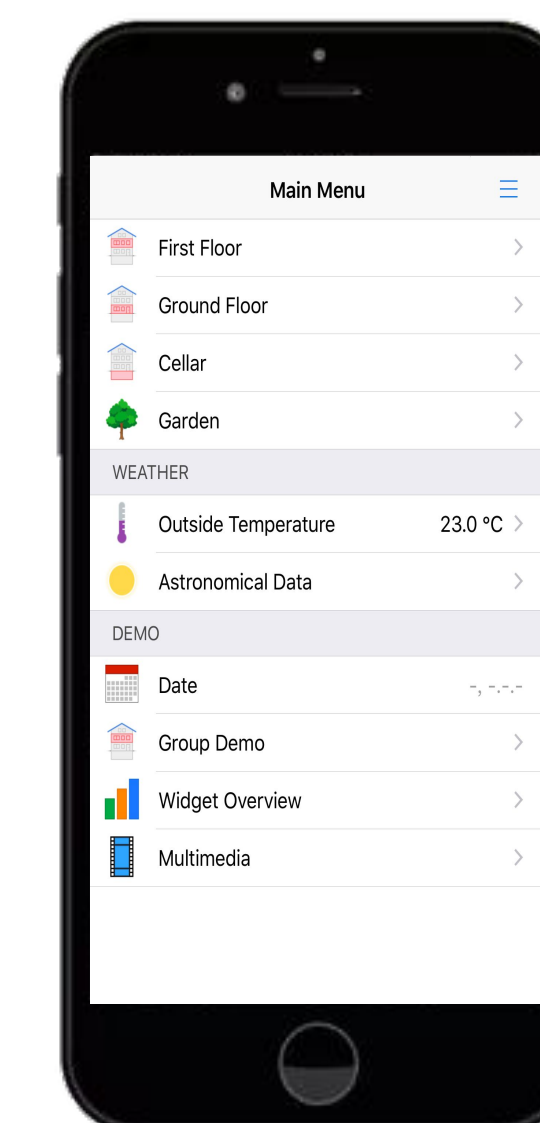 Main Menu
First Floor
Ground Floor
Cellar
Garden
WEATHER
Outside Temperature 23.0 °C
Astronomical Data
DEMO
Date -, -.-.-
Group Demo
Widget Overview
Multimedia